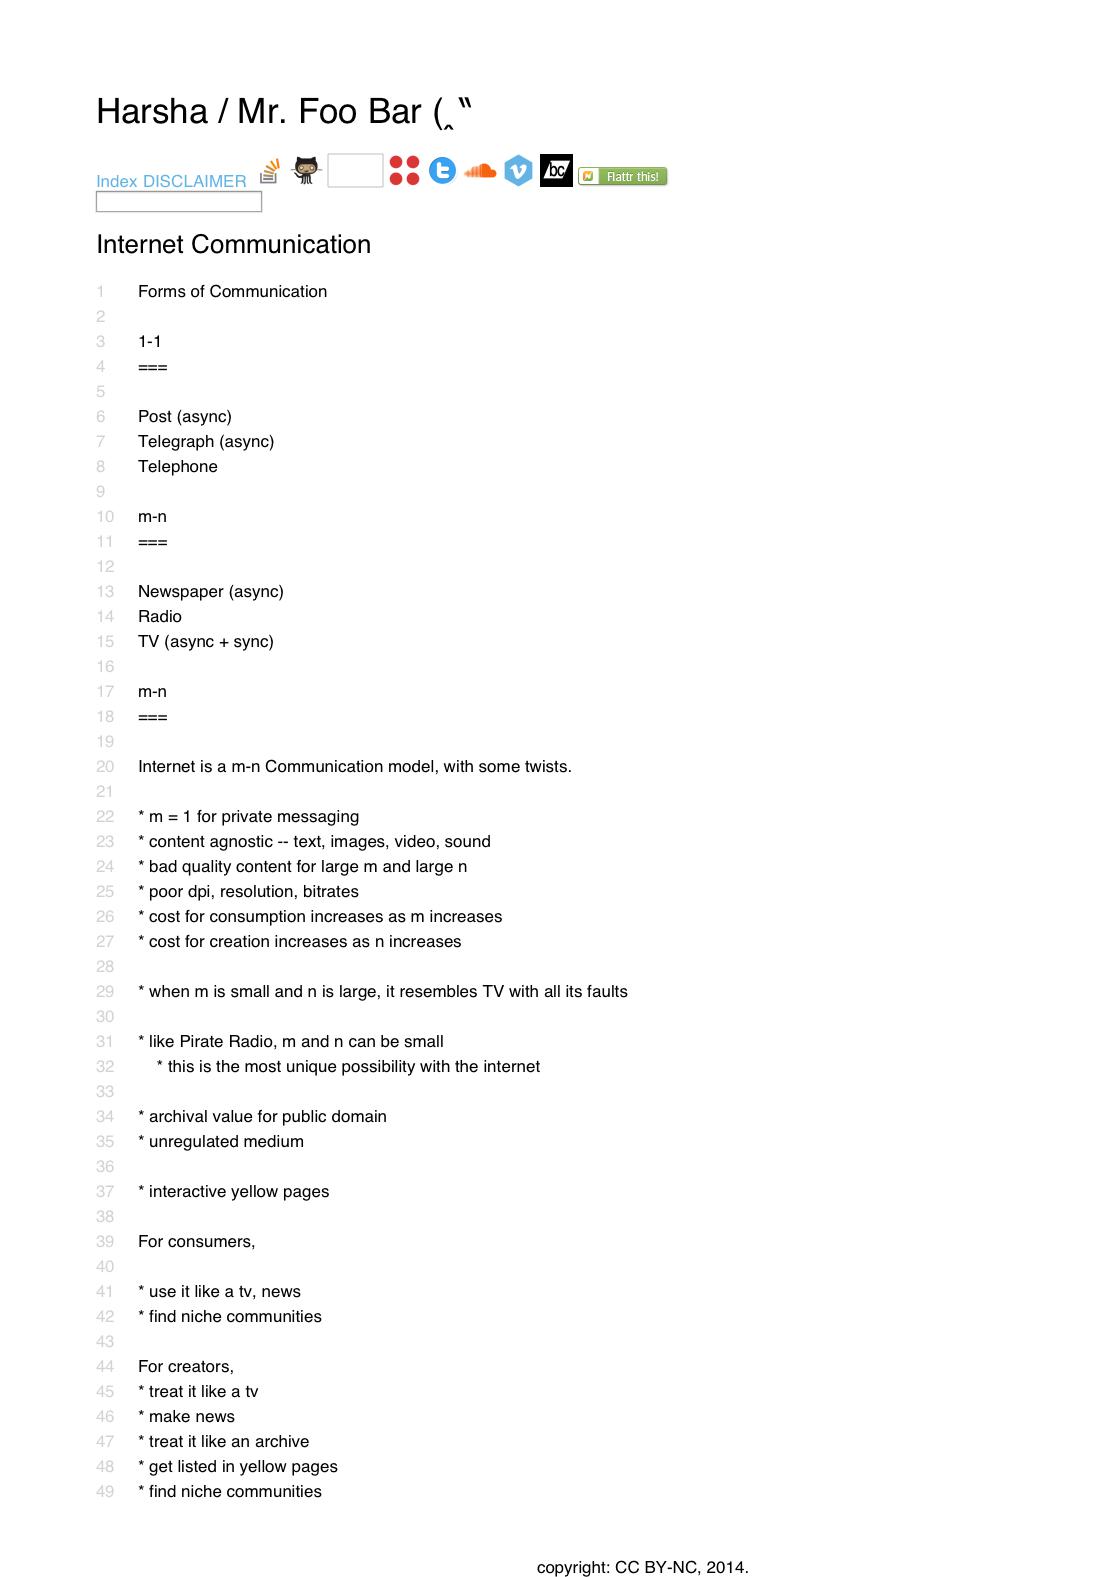 Harsha / Mr. Foo Bar (‸‶
Index DISCLAIMER bc Flattr this!
Internet Communication
1 Forms of Communication
2
3 1-1
4 ===
5
6 Post (async)
7 Telegraph (async)
8 Telephone
9
10 m-n
11 ===
12
13 Newspaper (async)
14 Radio
15 TV (async + sync)
16
17 m-n
18 ===
19
20 Internet is a m-n Communication model, with some twists.
21
22 * m = 1 for private messaging
23 * content agnostic -- text, images, video, sound
24 * bad quality content for large m and large n
25 * poor dpi, resolution, bitrates
26 * cost for consumption increases as m increases
27 * cost for creation increases as n increases
28
29 * when m is small and n is large, it resembles TV with all its faults
30
31 * like Pirate Radio, m and n can be small
32 * this is the most unique possibility with the internet
33
34 * archival value for public domain
35 * unregulated medium
36
37 * interactive yellow pages
38
39 For consumers,
40
41 * use it like a tv, news
42 * find niche communities
43
44 For creators,
45 * treat it like a tv
46 * make news
47 * treat it like an archive
48 * get listed in yellow pages
49 * find niche communities
copyright: CC BY-NC, 2014.